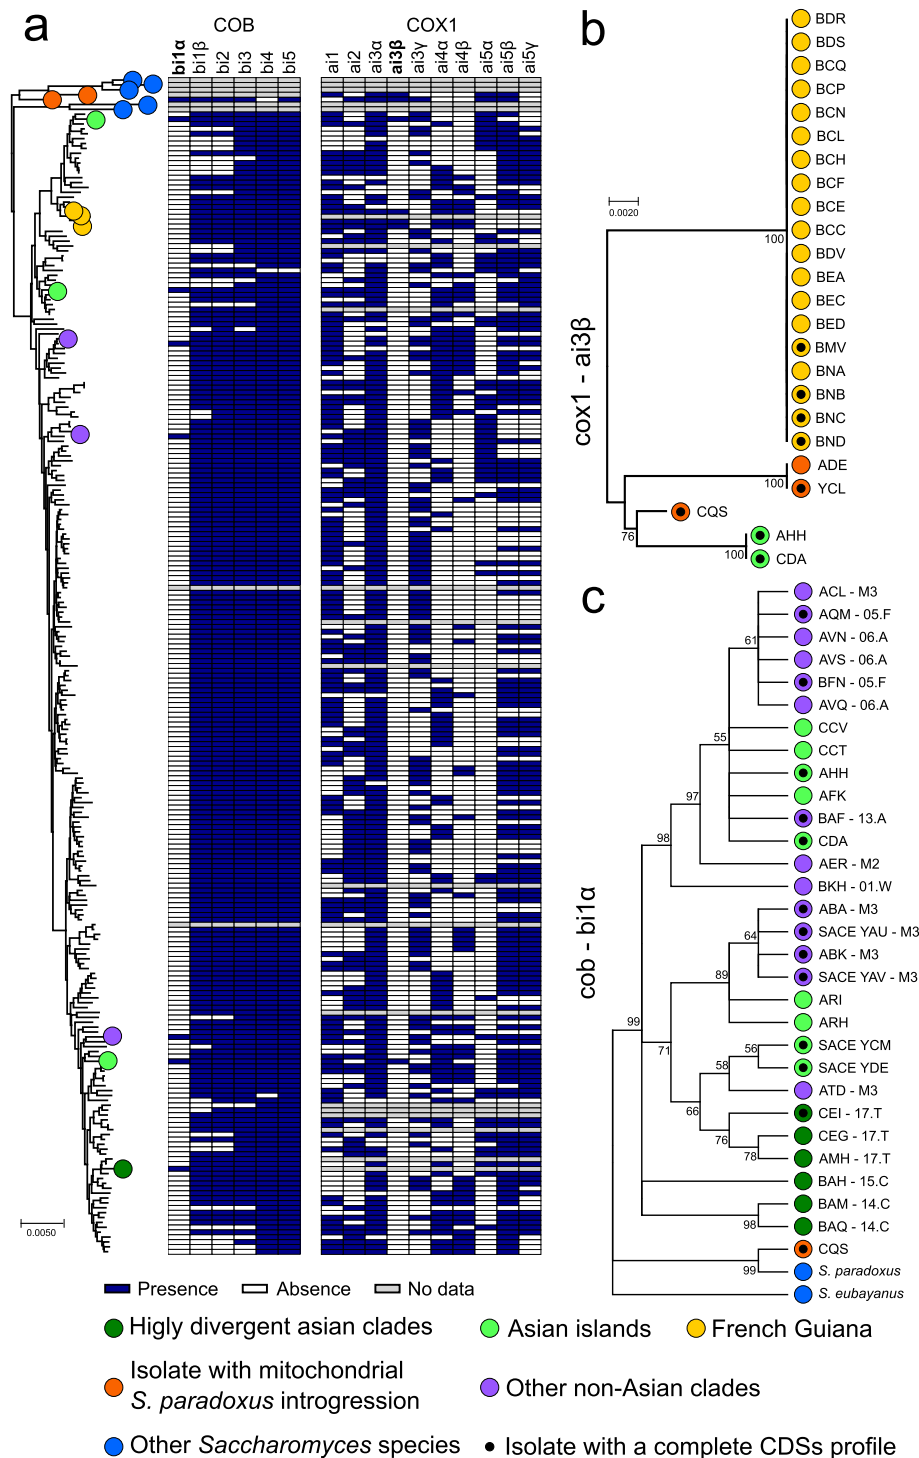 a
COB
COX1
bi1α
bi1β
bi2
bi3
bi4
bi5
ai1
ai2
ai3α
ai3β
ai3γ
ai4α
ai4β
ai5α
ai5β
ai5γ
0.0050
b
cox1 - ai3β
0.0020
BDR
BDS
BCQ
BCP
BCN
BCL
BCH
BCF
BCE
BCC
100
BDV
BEA
BEC
BED
BMV
BNA
BNB
BNC
BND
ADE
100
YCL
CQS
76
AHH
100
CDA
c
cob - bi1α
ACL - M3
AQM - 05.F
61
AVN - 06.A
AVS - 06.A
BFN - 05.F
AVQ - 06.A
CCV
55
CCT
AHH
97
AFK
BAF - 13.A
98
CDA
AER - M2
BKH - 01.W
ABA - M3
64
SACE YAU - M3
ABK - M3
89
SACE YAV - M3
ARI
99
ARH
71
56
SACE YCM
58
SACE YDE
ATD - M3
66
CEI - 17.T
76
CEG - 17.T
78
AMH - 17.T
BAH - 15.C
BAM - 14.C
98
BAQ - 14.C
CQS
99
S. paradoxus
S. eubayanus
Presence
Absence
No data
Higly divergent asian clades
Asian islands
French Guiana
Isolate with mitochondrial
S. paradoxus introgression
Other non-Asian clades
Other Saccharomyces species
Isolate with a complete CDSs profile